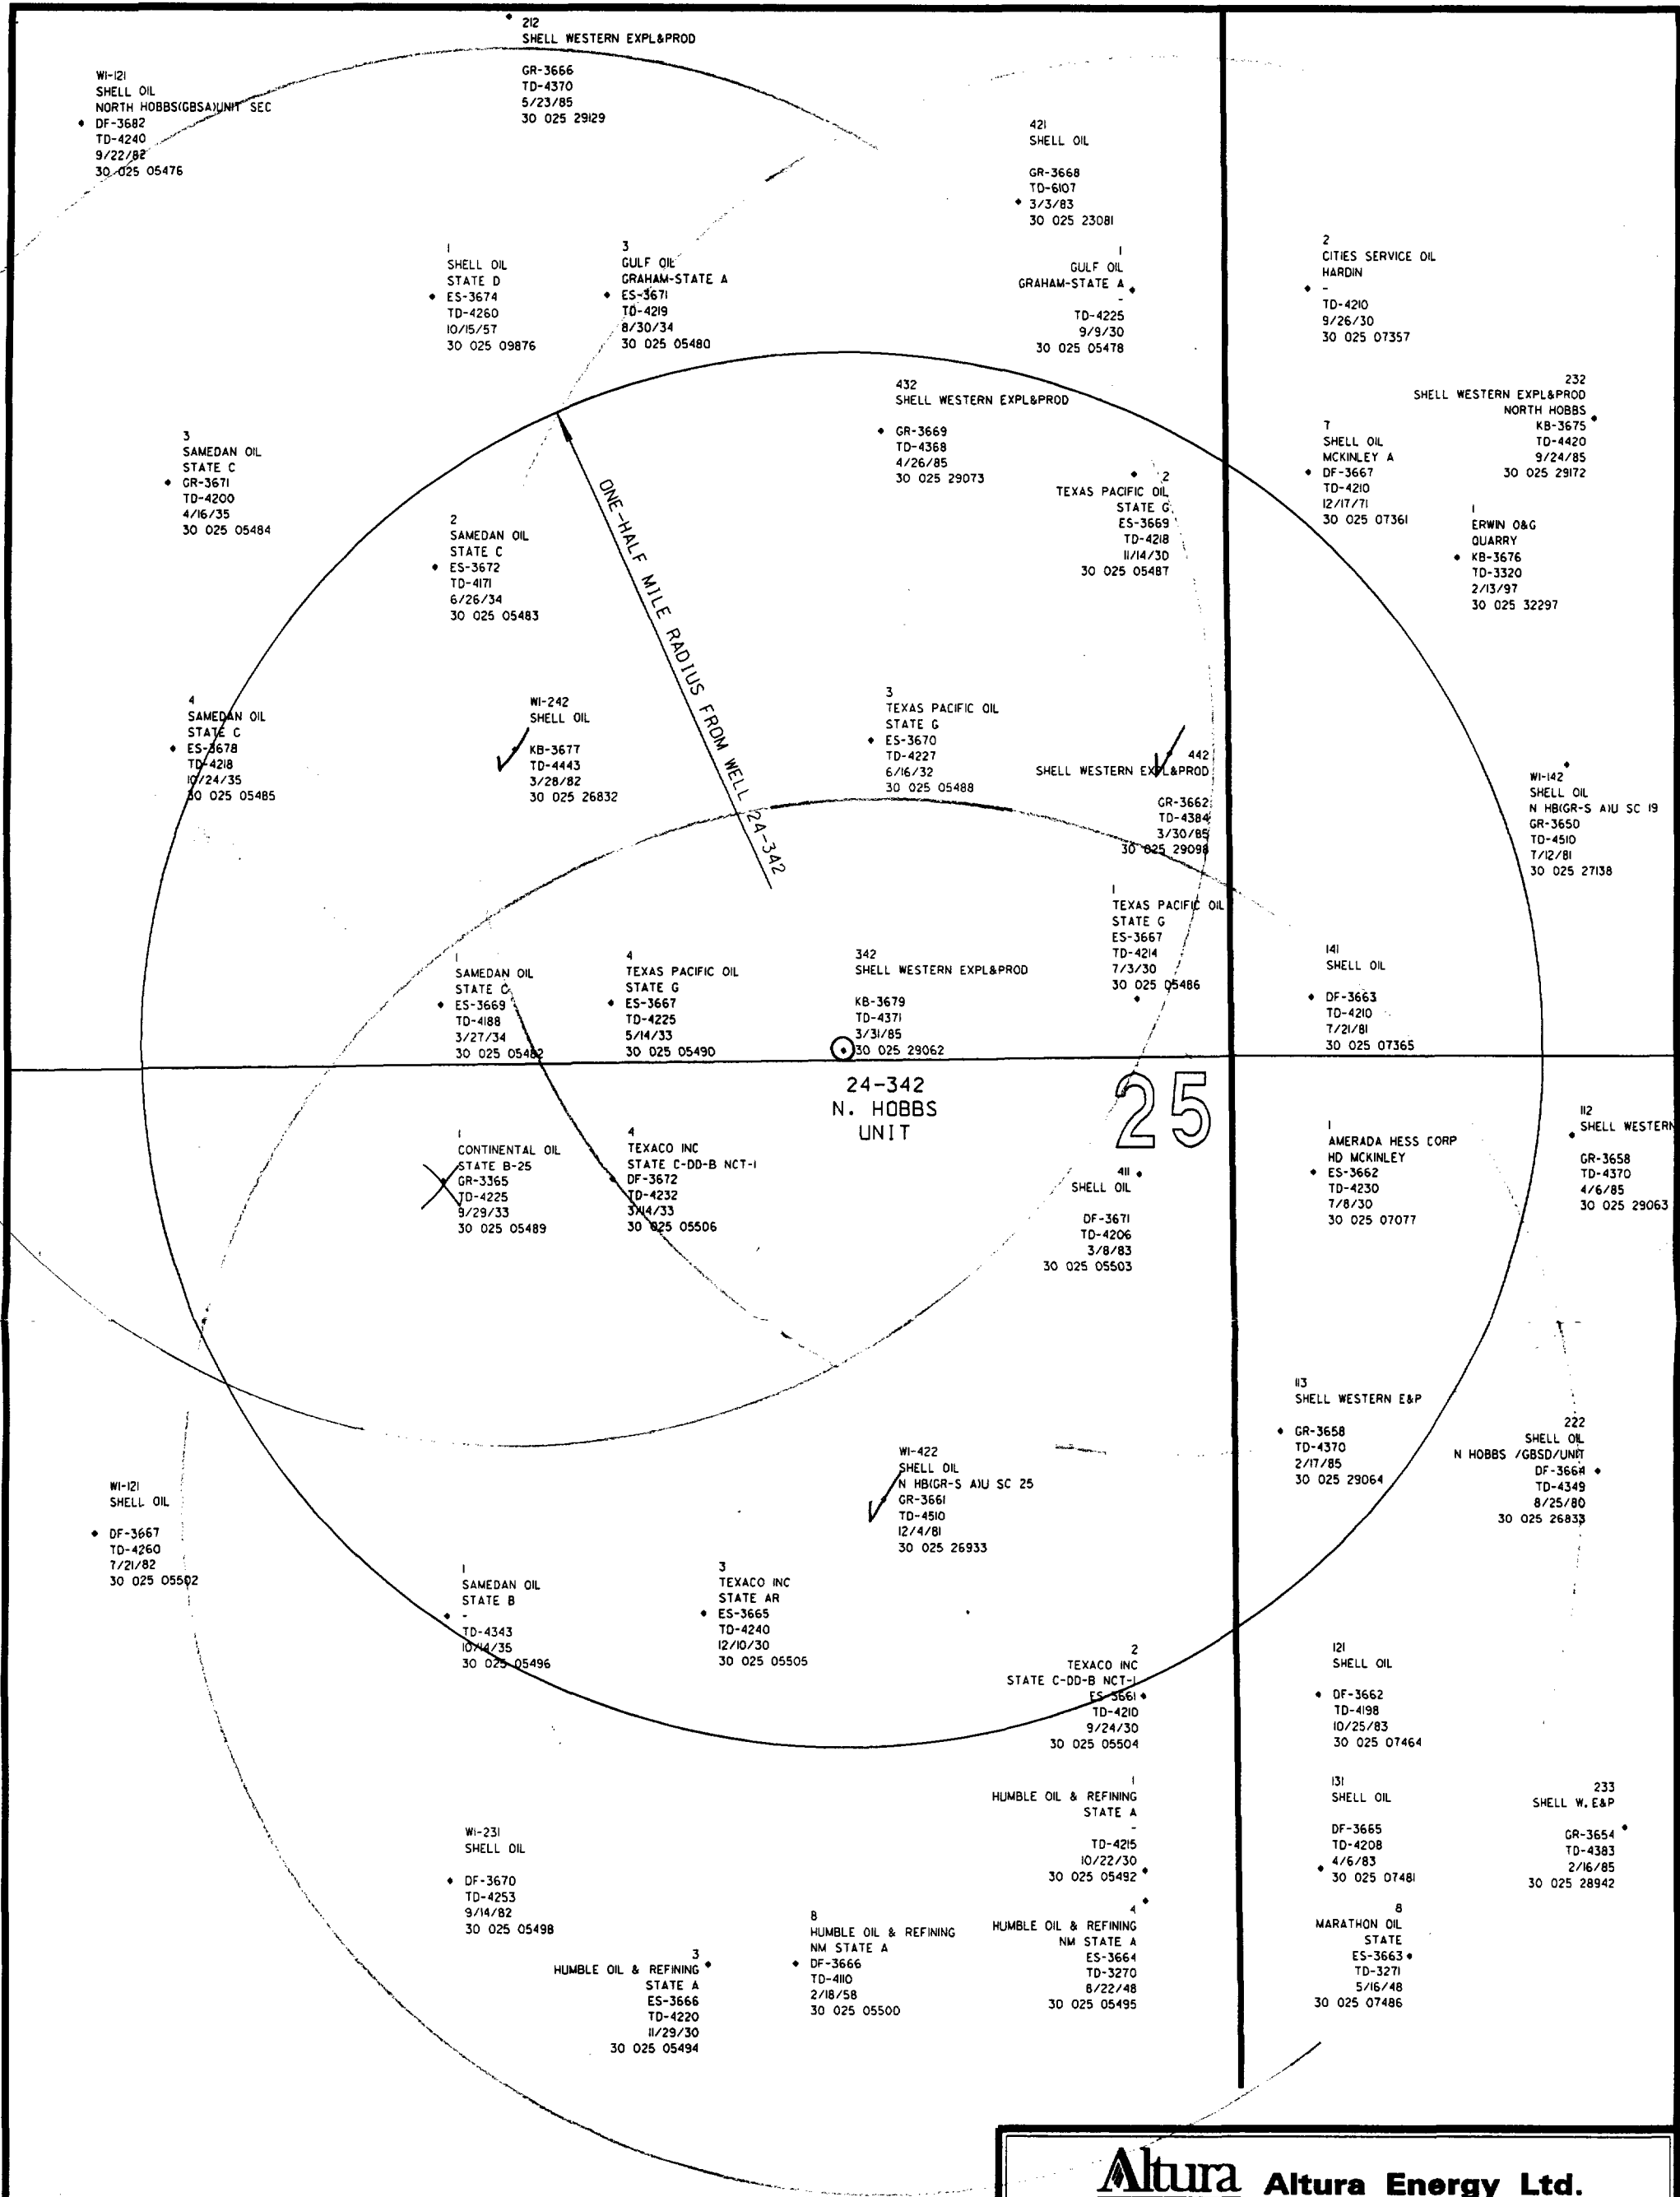 212
SHELL WESTERN EXPL&PROD
GR-3666
TD-4370
5/23/85
30 025 29129
WI-121
SHELL OIL
NORTH HOBBS(GBSA)UNIT SEC
DF-3682
TD-4240
9/22/82
30 025 05476
421
SHELL OIL
GR-3668
TD-6107
3/3/83
30 025 23081
1
SHELL OIL
STATE D
ES-3674
TD-4260
10/15/57
30 025 09876
3
GULF OIL
GRAHAM-STATE A
ES-3671
TD-4219
8/30/34
30 025 05480
1
GULF OIL
GRAHAM-STATE A
-
TD-4225
9/9/30
30 025 05478
2
CITIES SERVICE OIL
HARDIN
-
TD-4210
9/26/30
30 025 07357
432
SHELL WESTERN EXPL&PROD
GR-3669
TD-4368
4/26/85
30 025 29073
232
SHELL WESTERN EXPL&PROD
NORTH HOBBS
KB-3675
TD-4420
9/24/85
30 025 29172
7
SHELL OIL
MCKINLEY A
DF-3667
TD-4210
12/17/71
30 025 07361
3
SAMEDAN OIL
STATE C
GR-3671
TD-4200
4/16/35
30 025 05484
2
TEXAS PACIFIC OIL
STATE G
ES-3669
TD-4218
11/14/30
30 025 05487
1
ERWIN O&G
QUARRY
KB-3676
TD-3320
2/13/97
30 025 32297
2
SAMEDAN OIL
STATE C
ES-3672
TD-4171
6/26/34
30 025 05483
ONE-HALF MILE RADIUS FROM WELL 24-342
4
SAMEDAN OIL
STATE C
ES-3678
TD-4218
10/24/35
30 025 05485
WI-242
SHELL OIL
KB-3677
TD-4443
3/28/82
30 025 26832
3
TEXAS PACIFIC OIL
STATE G
ES-3670
TD-4227
6/16/32
30 025 05488
442
SHELL WESTERN EXPL&PROD
GR-3662
TD-4384
3/30/85
30 025 29098
WI-142
SHELL OIL
N HB(GR-S A)U SC 19
GR-3650
TD-4510
7/12/81
30 025 27138
1
TEXAS PACIFIC OIL
STATE G
ES-3667
TD-4214
7/3/30
30 025 05486
1
SAMEDAN OIL
STATE C
ES-3669
TD-4188
3/27/34
30 025 05482
4
TEXAS PACIFIC OIL
STATE G
ES-3667
TD-4225
5/14/33
30 025 05490
342
SHELL WESTERN EXPL&PROD
KB-3679
TD-4371
3/31/85
30 025 29062
141
SHELL OIL
DF-3663
TD-4210
7/21/81
30 025 07365
24-342
N. HOBBS
UNIT
25
1
CONTINENTAL OIL
STATE B-25
GR-3365
TD-4225
9/29/33
30 025 05489
4
TEXACO INC
STATE C-DD-B NCT-1
DF-3672
TD-4232
3/14/33
30 025 05506
411
SHELL OIL
DF-3671
TD-4206
3/8/83
30 025 05503
1
AMERADA HESS CORP
HD MCKINLEY
ES-3662
TD-4230
7/8/30
30 025 07077
112
SHELL WESTERN
GR-3658
TD-4370
4/6/85
30 025 29063
113
SHELL WESTERN E&P
GR-3658
TD-4370
2/17/85
30 025 29064
222
SHELL OIL
N HOBBS /GBSD/UNIT
DF-3664
TD-4349
8/25/80
30 025 26833
WI-422
SHELL OIL
N HB(GR-S A)U SC 25
GR-3661
TD-4510
12/4/81
30 025 26933
WI-121
SHELL OIL
DF-3667
TD-4260
7/21/82
30 025 05502
1
SAMEDAN OIL
STATE B
-
TD-4343
10/14/35
30 025 05496
3
TEXACO INC
STATE AR
ES-3665
TD-4240
12/10/30
30 025 05505
2
TEXACO INC
STATE C-DD-B NCT-1
ES-3661
TD-4210
9/24/30
30 025 05504
121
SHELL OIL
DF-3662
TD-4198
10/25/83
30 025 07464
1
HUMBLE OIL & REFINING
STATE A
-
TD-4215
10/22/30
30 025 05492
131
SHELL OIL
DF-3665
TD-4208
4/6/83
30 025 07481
233
SHELL W. E&P
GR-3654
TD-4383
2/16/85
30 025 28942
WI-231
SHELL OIL
DF-3670
TD-4253
9/14/82
30 025 05498
3
HUMBLE OIL & REFINING
STATE A
ES-3666
TD-4220
11/29/30
30 025 05494
8
HUMBLE OIL & REFINING
NM STATE A
DF-3666
TD-4110
2/18/58
30 025 05500
4
HUMBLE OIL & REFINING
NM STATE A
ES-3664
TD-3270
8/22/48
30 025 05495
8
MARATHON OIL
STATE
ES-3663
TD-3271
5/16/48
30 025 07486
Altura Altura Energy Ltd.